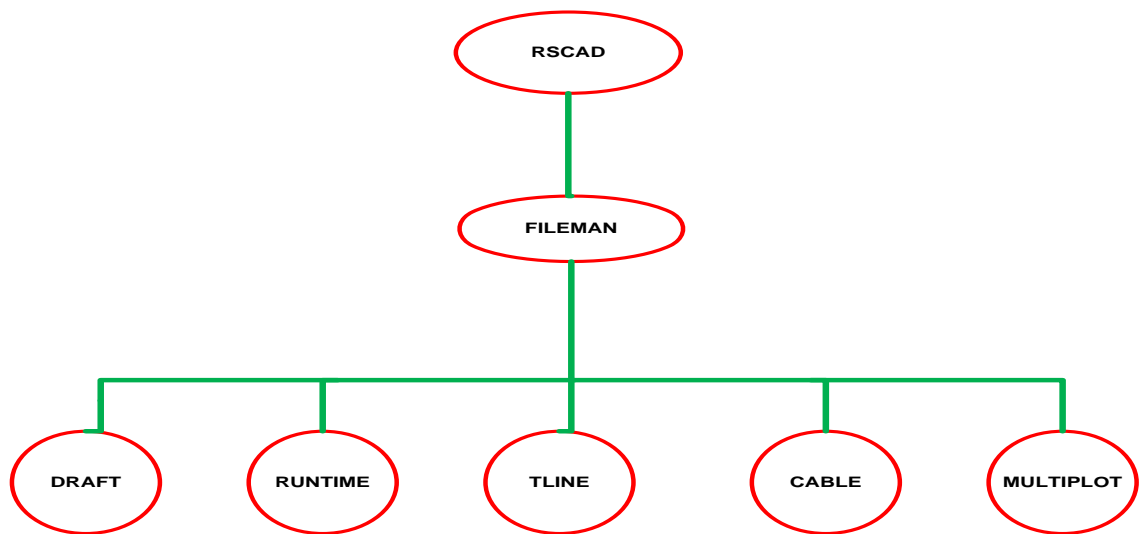 RSCAD
FILEMAN
DRAFT
RUNTIME
TLINE
CABLE
MULTIPLOT